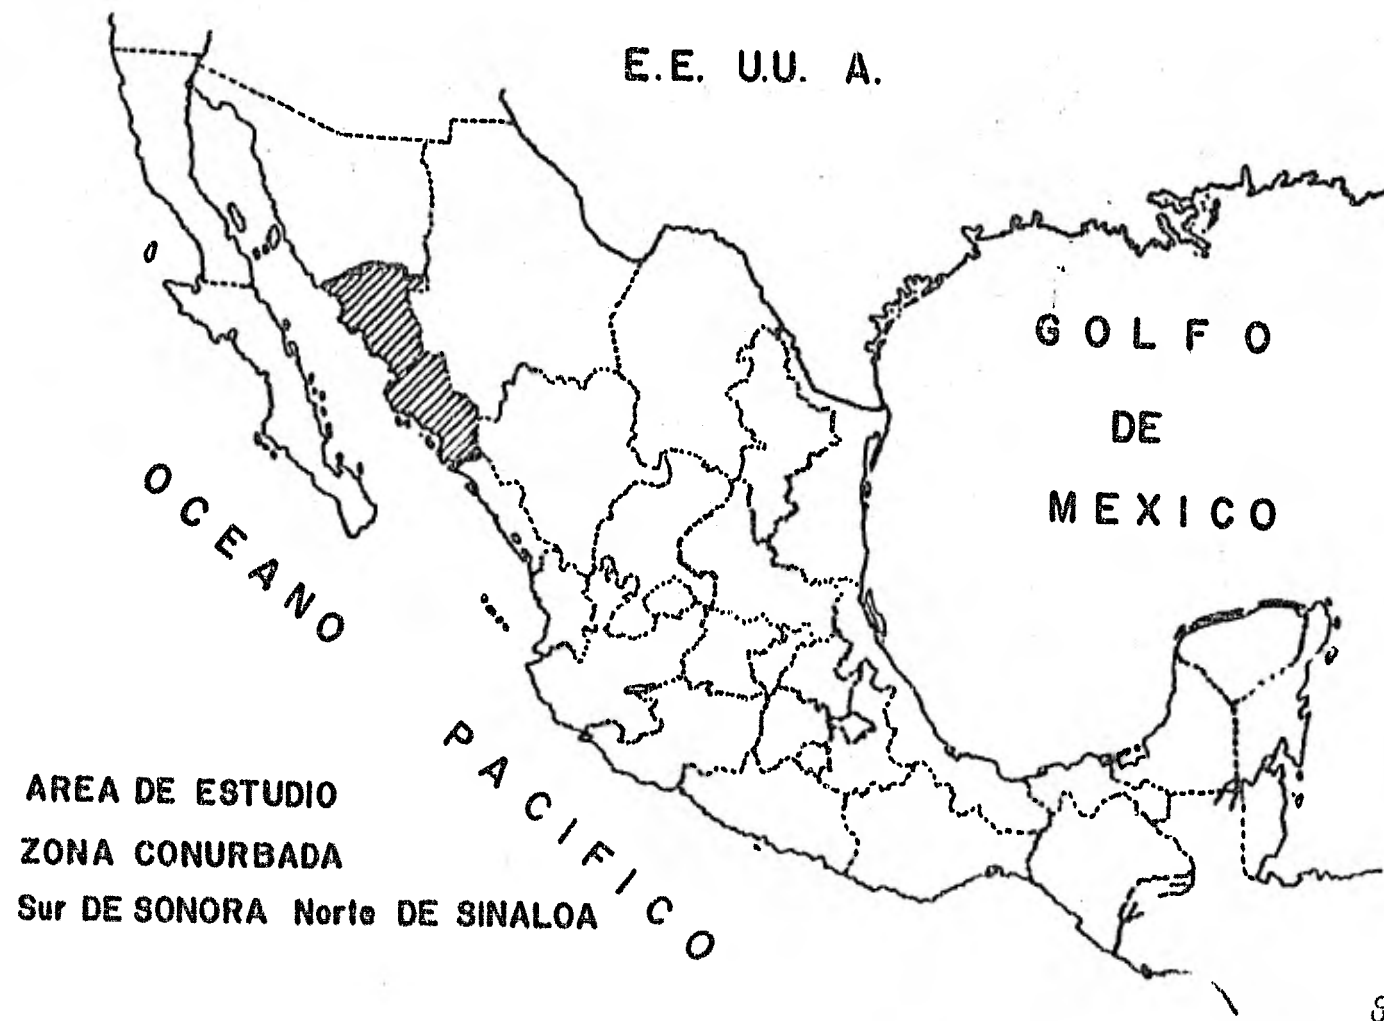 E.E. U.U. A.
GOLFO
DE
MEXICO
OCEANO
PACIFICO
AREA DE ESTUDIO
ZONA CONURBADA
Sur DE SONORA Norte DE SINALOA